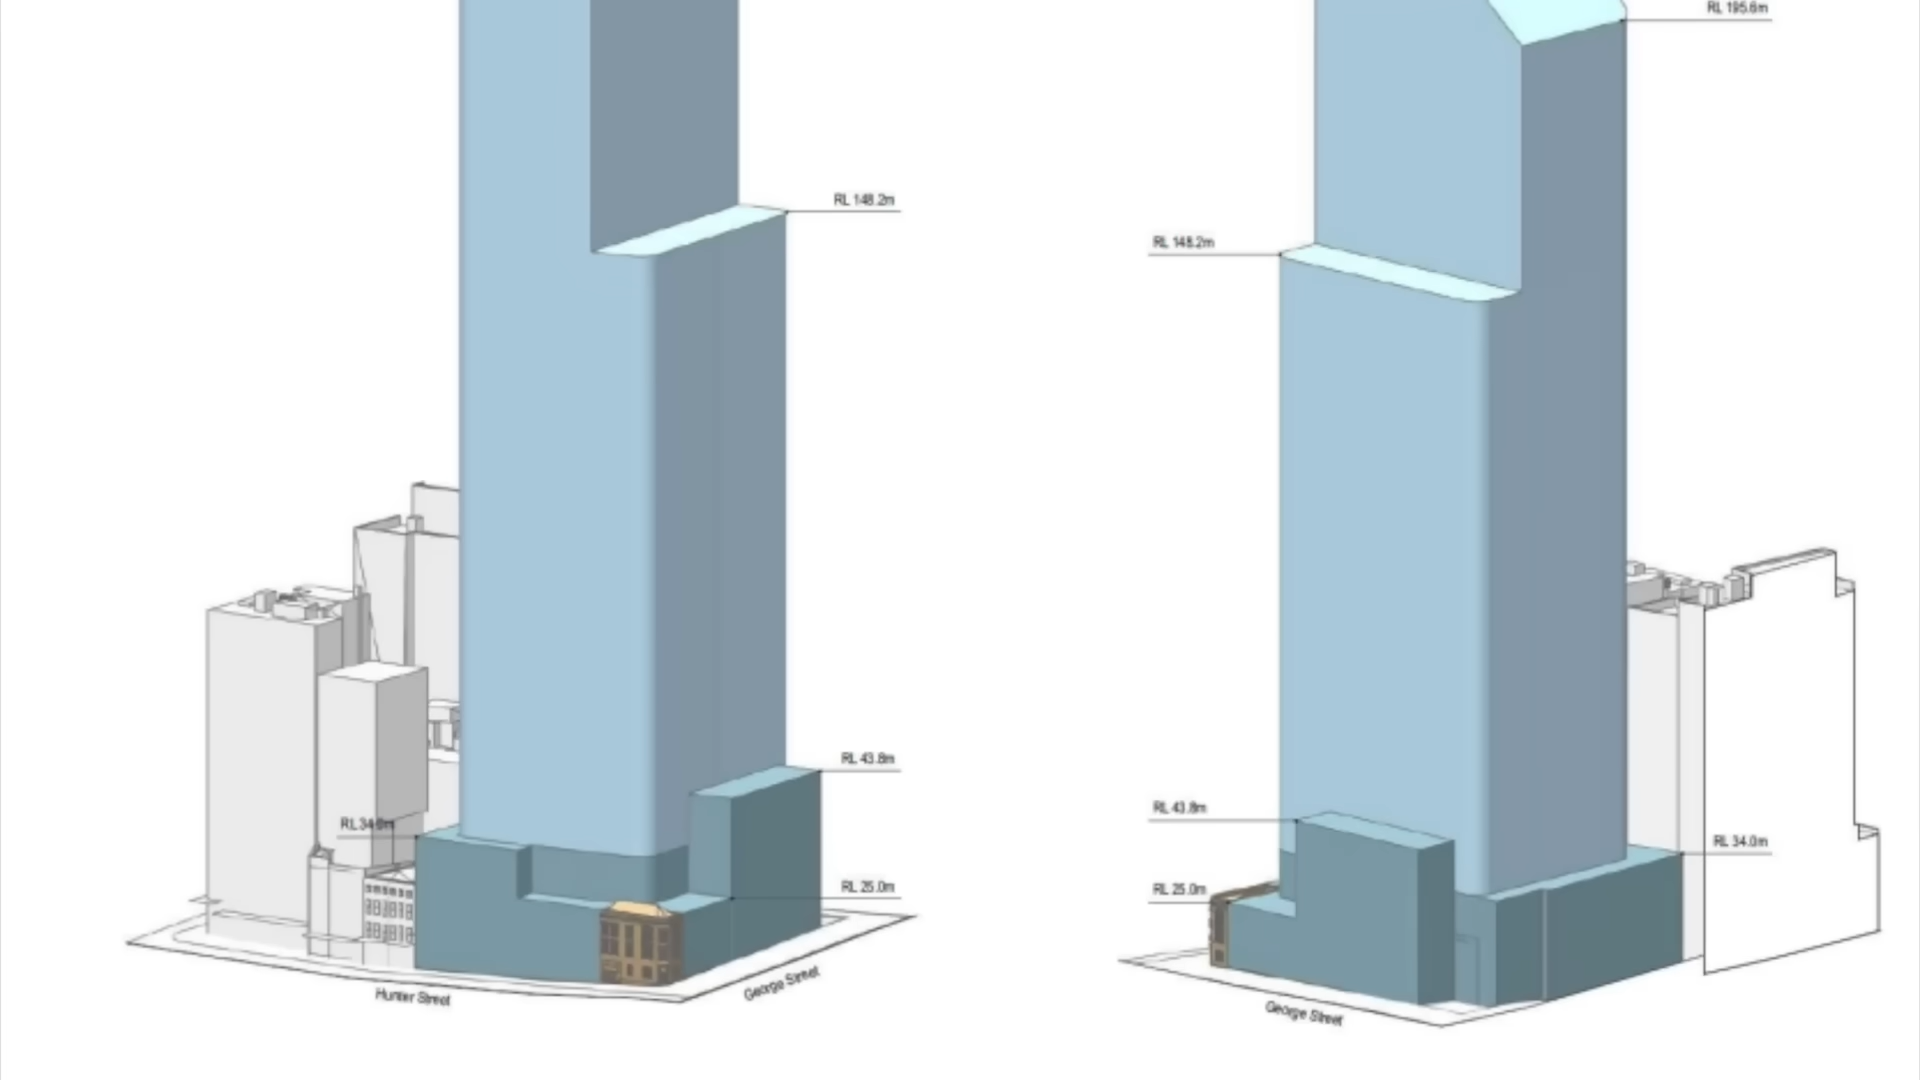 RL 195.6m
RL 148.2m
RL 148.2m
RL 43.8m
RL 34.0m
RL 25.0m
Hunter Street
George Street
RL 43.8m
RL 34.0m
RL 25.0m
George Street